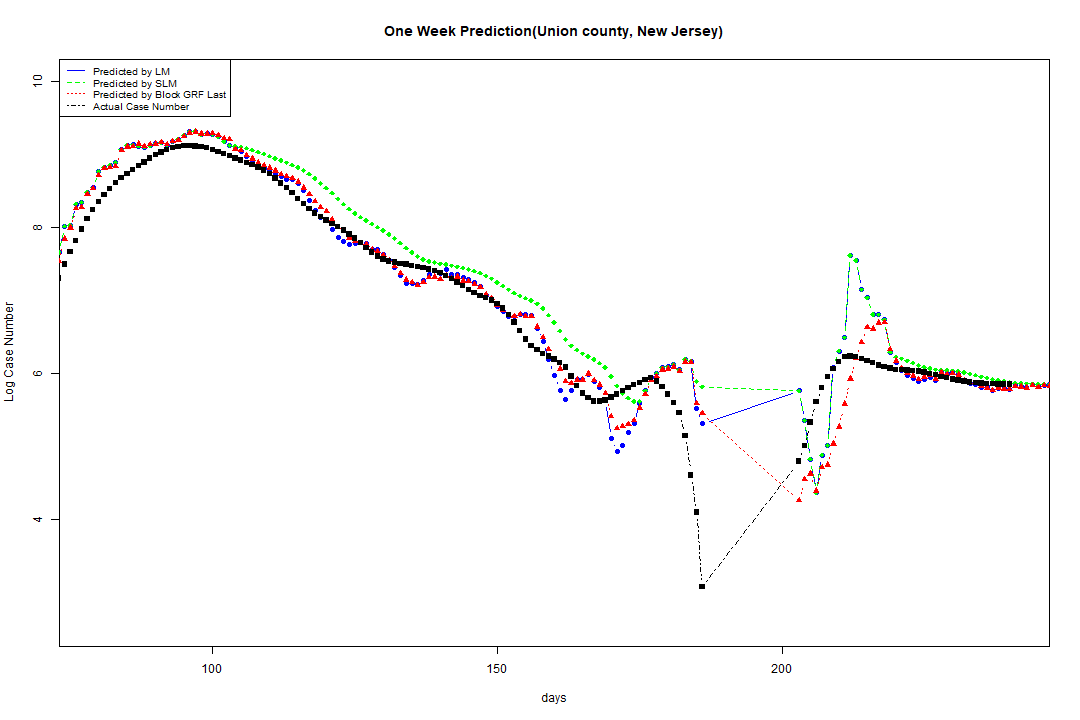 One Week Prediction(Union county, New Jersey)
Predicted by LM
Predicted by SLM
Predicted by Block GRF Last
Actual Case Number
10
8
6
4
Log Case Number
100
150
200
days